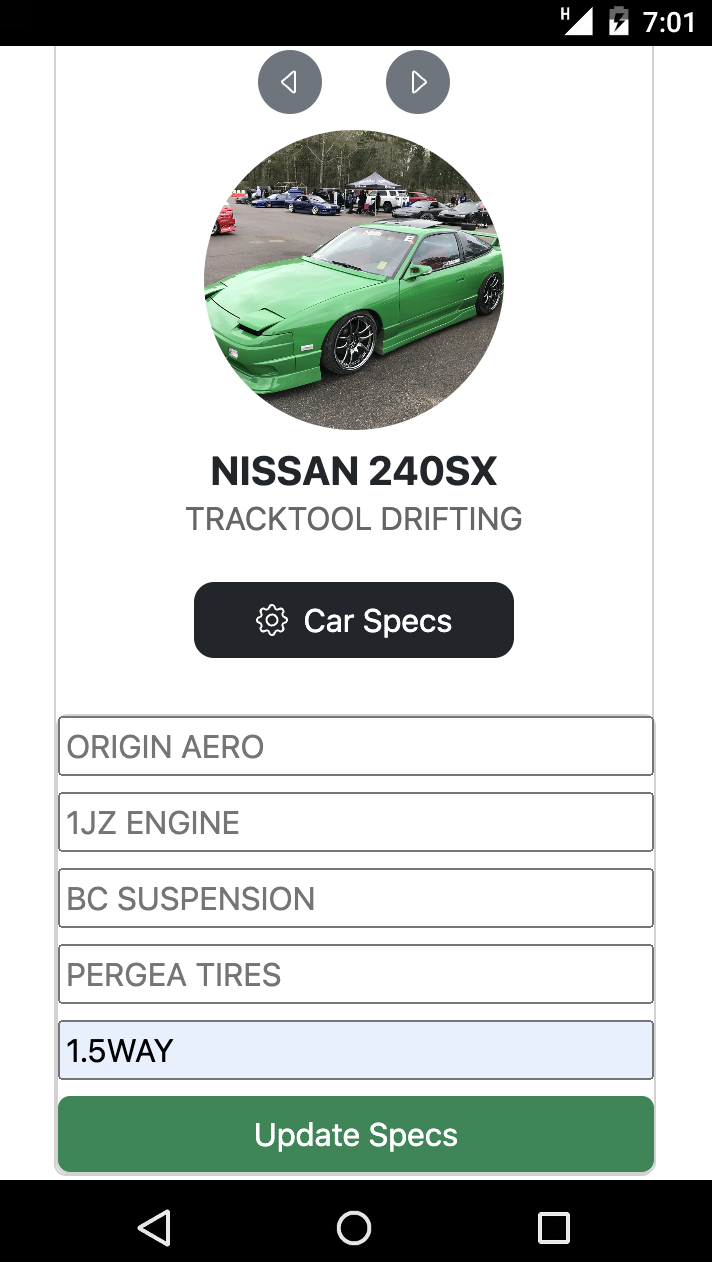 H 7:01
NISSAN 240SX
TRACKTOOL DRIFTING
Car Specs
ORIGIN AERO
1JZ ENGINE
BC SUSPENSION
PERGEA TIRES
1.5WAY
Update Specs